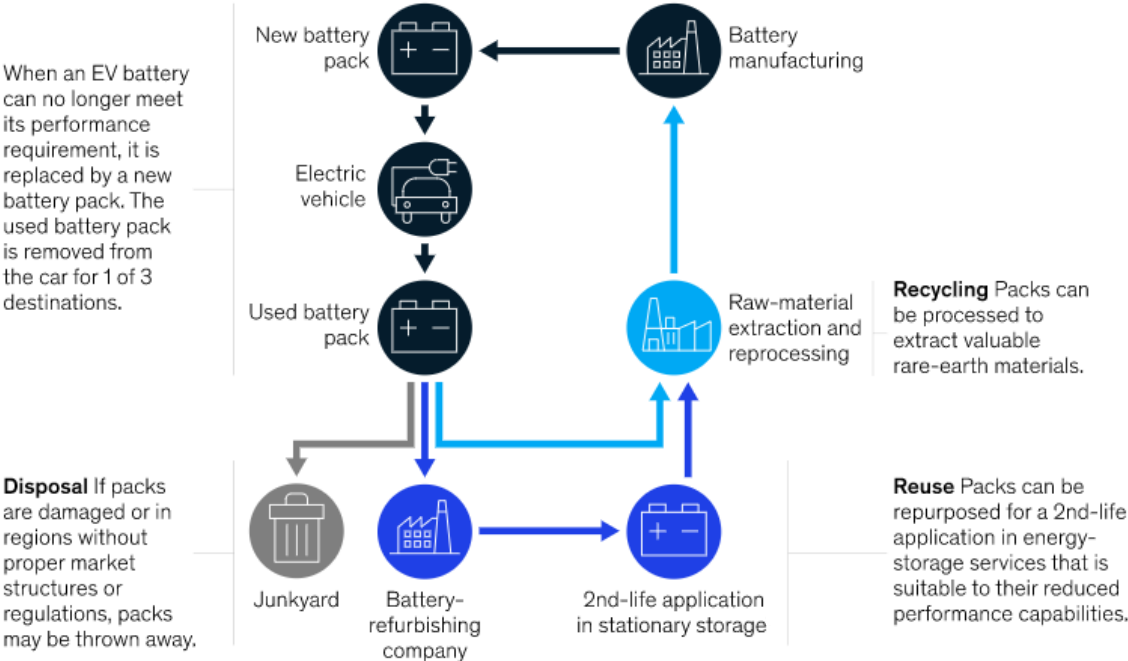 New battery
pack
Battery
manufacturing
When an EV battery
can no longer meet
its performance
requirement, it is
replaced by a new
battery pack. The
used battery pack
is removed from
the car for 1 of 3
destinations.
Electric
vehicle
Used battery
pack
Raw-material
extraction and
reprocessing
Recycling Packs can
be processed to
extract valuable
rare-earth materials.
Disposal If packs
are damaged or in
regions without
proper market
structures or
regulations, packs
may be thrown away.
Junkyard
Battery-
refurbishing
company
2nd-life application
in stationary storage
Reuse Packs can be
repurposed for a 2nd-life
application in energy-
storage services that is
suitable to their reduced
performance capabilities.